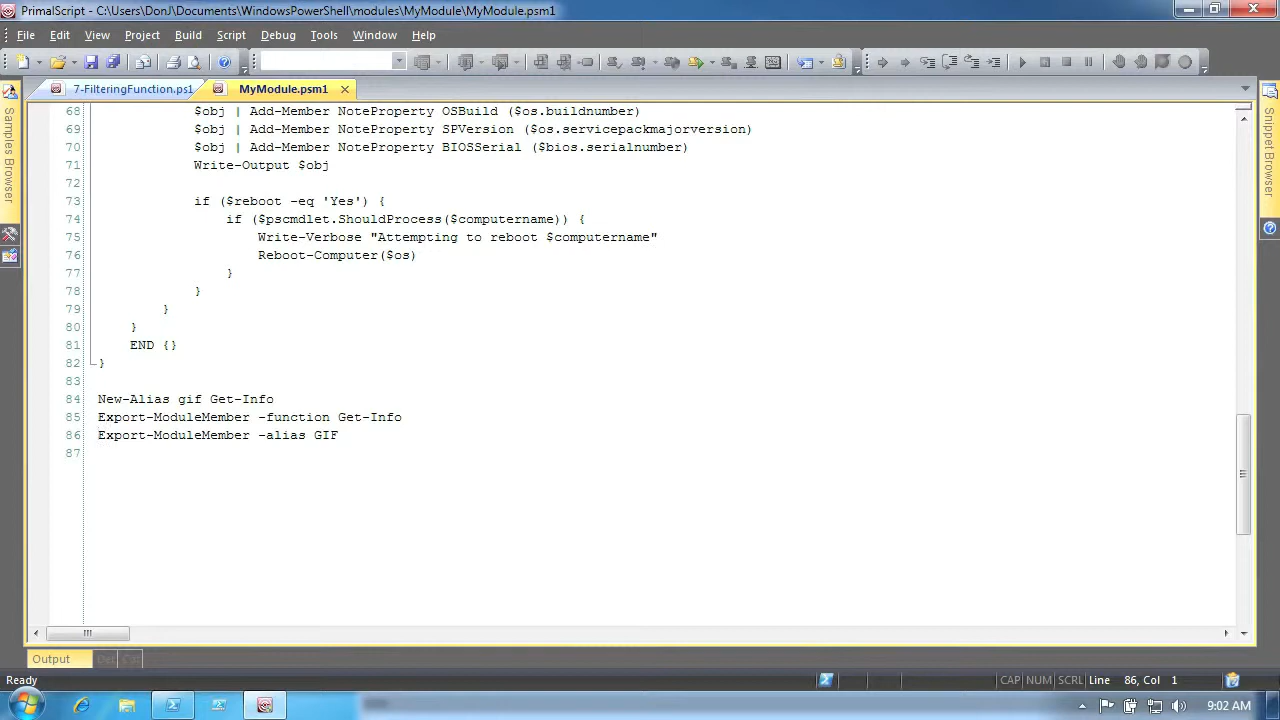 PrimalScript - C:\Users\DonJ\Documents\WindowsPowerShell\modules\MyModule\MyModule.psm1
File Edit View Project Build Script Debug Tools Window Help
7-FilteringFunction.ps1 MyModule.psm1
Samples Browser
Snippet Browser
68 $obj | Add-Member NoteProperty OSBuild ($os.buildnumber)
69 $obj | Add-Member NoteProperty SPVersion ($os.servicepackmajorversion)
70 $obj | Add-Member NoteProperty BIOSSerial ($bios.serialnumber)
71 Write-Output $obj
72
73 if ($reboot -eq 'Yes') {
74 if ($pscmdlet.ShouldProcess($computername)) {
75 Write-Verbose "Attempting to reboot $computername"
76 Reboot-Computer($os)
77 }
78 }
79 }
80 }
81 END {}
82 }
83
84 New-Alias gif Get-Info
85 Export-ModuleMember -function Get-Info
86 Export-ModuleMember -alias GIF
87
Output
Ready CAP NUM SCRL Line 86, Col 1
9:02 AM